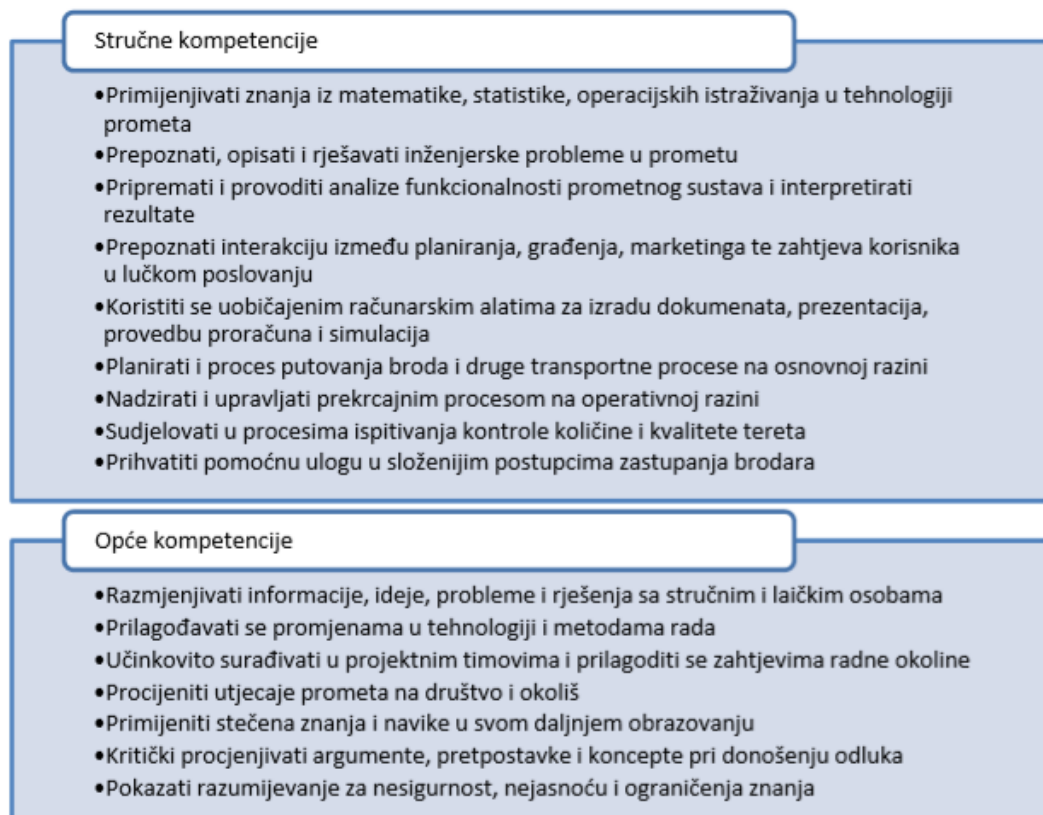 Stručne kompetencije
•Primijenjivati znanja iz matematike, statistike, operacijskih istraživanja u tehnologiji
prometa
•Prepoznati, opisati i rješavati inženjerske probleme u prometu
•Pripremati i provoditi analize funkcionalnosti prometnog sustava i interpretirati
rezultate
•Prepoznati interakciju između planiranja, građenja, marketinga te zahtjeva korisnika
u lučkom poslovanju
•Koristiti se uobičajenim računarskim alatima za izradu dokumenata, prezentacija,
provedbu proračuna i simulacija
•Planirati i proces putovanja broda i druge transportne procese na osnovnoj razini
•Nadzirati i upravljati prekrcajnim procesom na operativnoj razini
•Sudjelovati u procesima ispitivanja kontrole količine i kvalitete tereta
•Prihvatiti pomoćnu ulogu u složenijim postupcima zastupanja brodara
Opće kompetencije
•Razmjenjivati informacije, ideje, probleme i rješenja sa stručnim i laičkim osobama
•Prilagođavati se promjenama u tehnologiji i metodama rada
•Učinkovito surađivati u projektnim timovima i prilagoditi se zahtjevima radne okoline
•Procijeniti utjecaje prometa na društvo i okoliš
•Primijeniti stečena znanja i navike u svom daljnjem obrazovanju
•Kritički procjenjivati argumente, pretpostavke i koncepte pri donošenju odluka
•Pokazati razumijevanje za nesigurnost, nejasnoću i ograničenja znanja